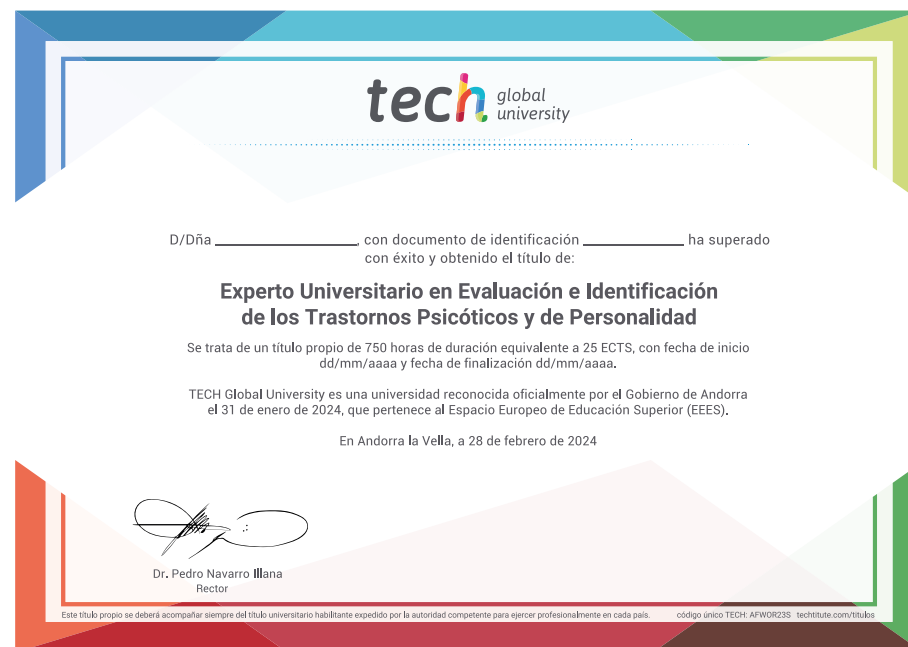 tech global university
D/Dña ____________, con documento de identificación ____________ ha superado
con éxito y obtenido el título de:
Experto Universitario en Evaluación e Identificación
de los Trastornos Psicóticos y de Personalidad
Se trata de un título propio de 750 horas de duración equivalente a 25 ECTS, con fecha de inicio
dd/mm/aaaa y fecha de finalización dd/mm/aaaa.
TECH Global University es una universidad reconocida oficialmente por el Gobierno de Andorra
el 31 de enero de 2024, que pertenece al Espacio Europeo de Educación Superior (EEES).
En Andorra la Vella, a 28 de febrero de 2024
Dr. Pedro Navarro Illana
Rector
Este título propio se deberá acompañar siempre del título universitario habilitante expedido por la autoridad competente para ejercer profesionalmente en cada país. código único TECH: AFWOR23S techtitute.com/titulos